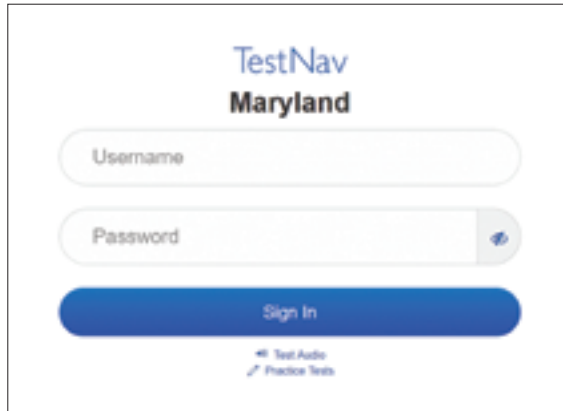 TestNav
Maryland
Username
Password
Sign In
Test Audio
Practice Tests